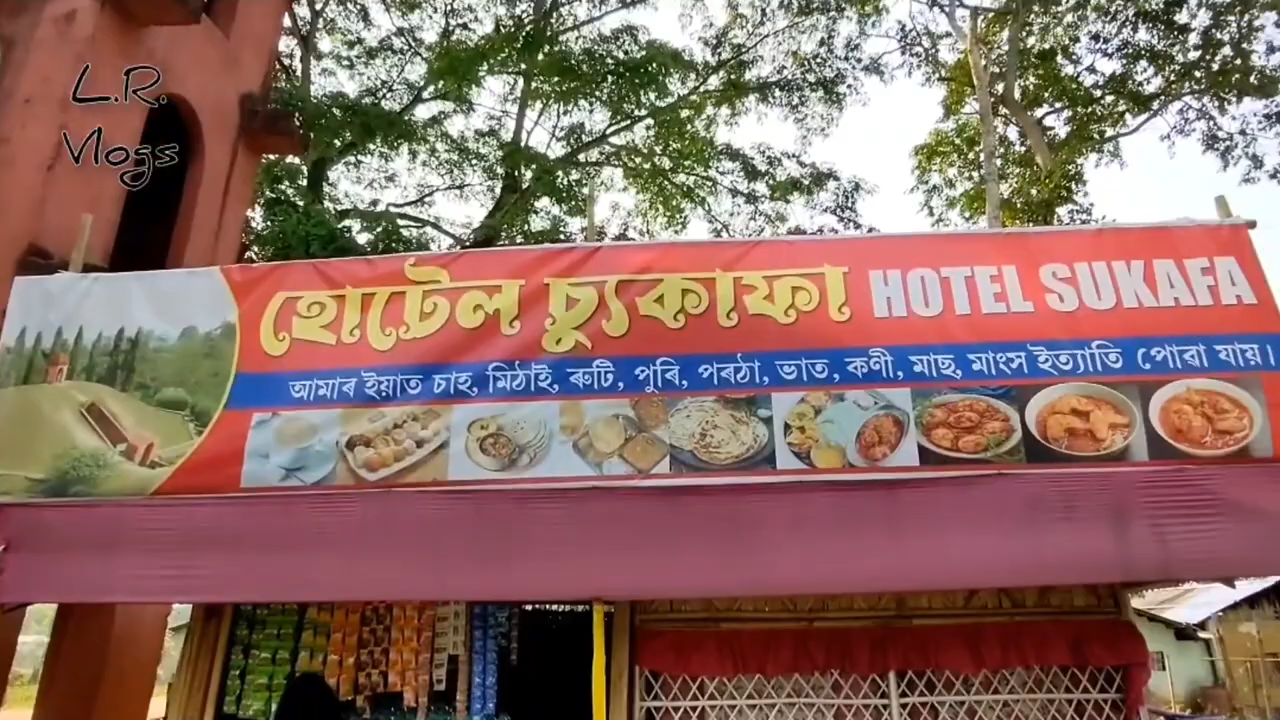 L.R.
Vlogs
হোটেল চ্যুকাফা HOTEL SUKAFA
আমাৰ ইয়াত চাহ, মিঠাই, ৰুটি, পুৰি, পৰঠা, ভাত, কণী, মাছ, মাংস ইত্যাতি পোৱা যায়।